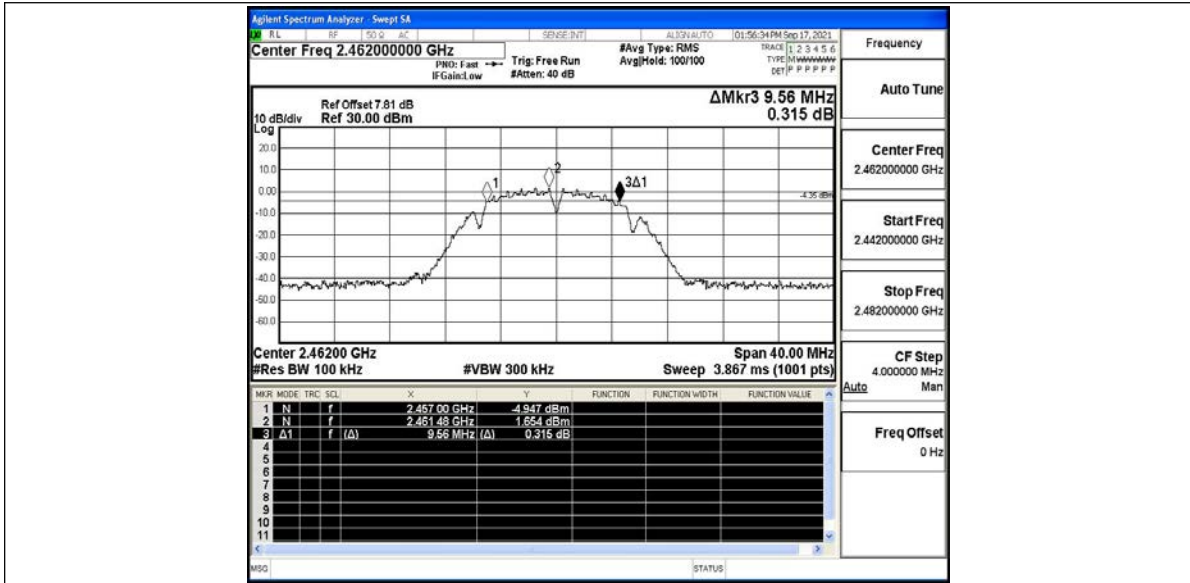 Agilent Spectrum Analyzer - Swept SA
RL RF 50 Ω AC SENSE:INT ALIGN AUTO 01:56:34 PM Sep 17, 2021
Center Freq 2.462000000 GHz
PNO: Fast
IFGain:Low
Trig: Free Run
#Atten: 40 dB
#Avg Type: RMS
Avg|Hold: 100/100
TRACE 1 2 3 4 5 6
TYPE M
DET P P P P P P
Ref Offset 7.81 dB
10 dB/div Ref 30.00 dBm
ΔMkr3 9.56 MHz
0.315 dB
Log
20.0
10.0
0.00
-10.0
-20.0
-30.0
-40.0
-50.0
-60.0
1
2
3Δ1
-4.35 dBm
Center 2.46200 GHz
Span 40.00 MHz
#Res BW 100 kHz
#VBW 300 kHz
Sweep 3.867 ms (1001 pts)
MKR MODE TRC SCL X Y FUNCTION FUNCTION WIDTH FUNCTION VALUE
1 N f 2.457 00 GHz -4.947 dBm
2 N f 2.461 48 GHz 1.654 dBm
3 Δ1 f (Δ) 9.56 MHz (Δ) 0.315 dB
4
5
6
7
8
9
10
11
MSG
STATUS
Frequency
Auto Tune
Center Freq
2.462000000 GHz
Start Freq
2.442000000 GHz
Stop Freq
2.482000000 GHz
CF Step
4.000000 MHz
Auto Man
Freq Offset
0 Hz